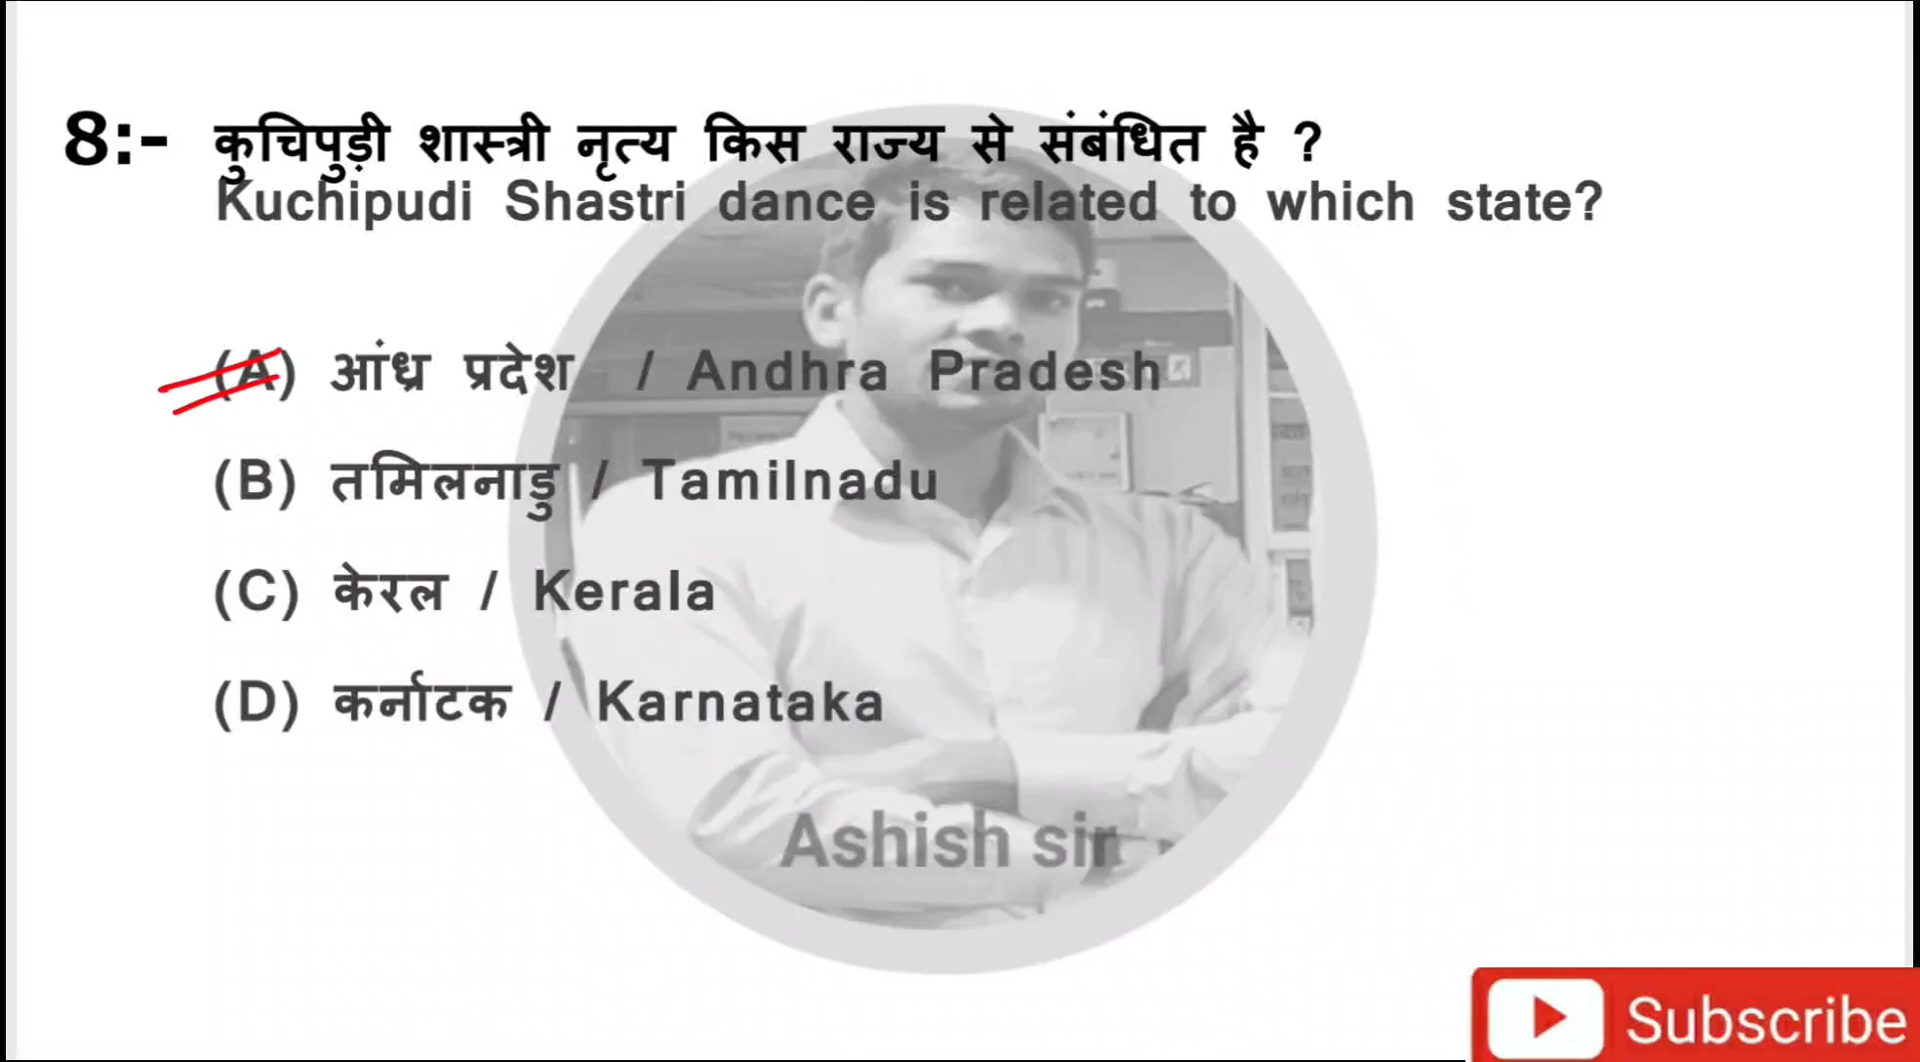 8:- कुचिपुड़ी शास्त्री नृत्य किस राज्य से संबंधित है ?
Kuchipudi Shastri dance is related to which state?
(A) आंध्र प्रदेश / Andhra Pradesh
(B) तमिलनाडु / Tamilnadu
(C) केरल / Kerala
(D) कर्नाटक / Karnataka
Ashish sir
Subscribe